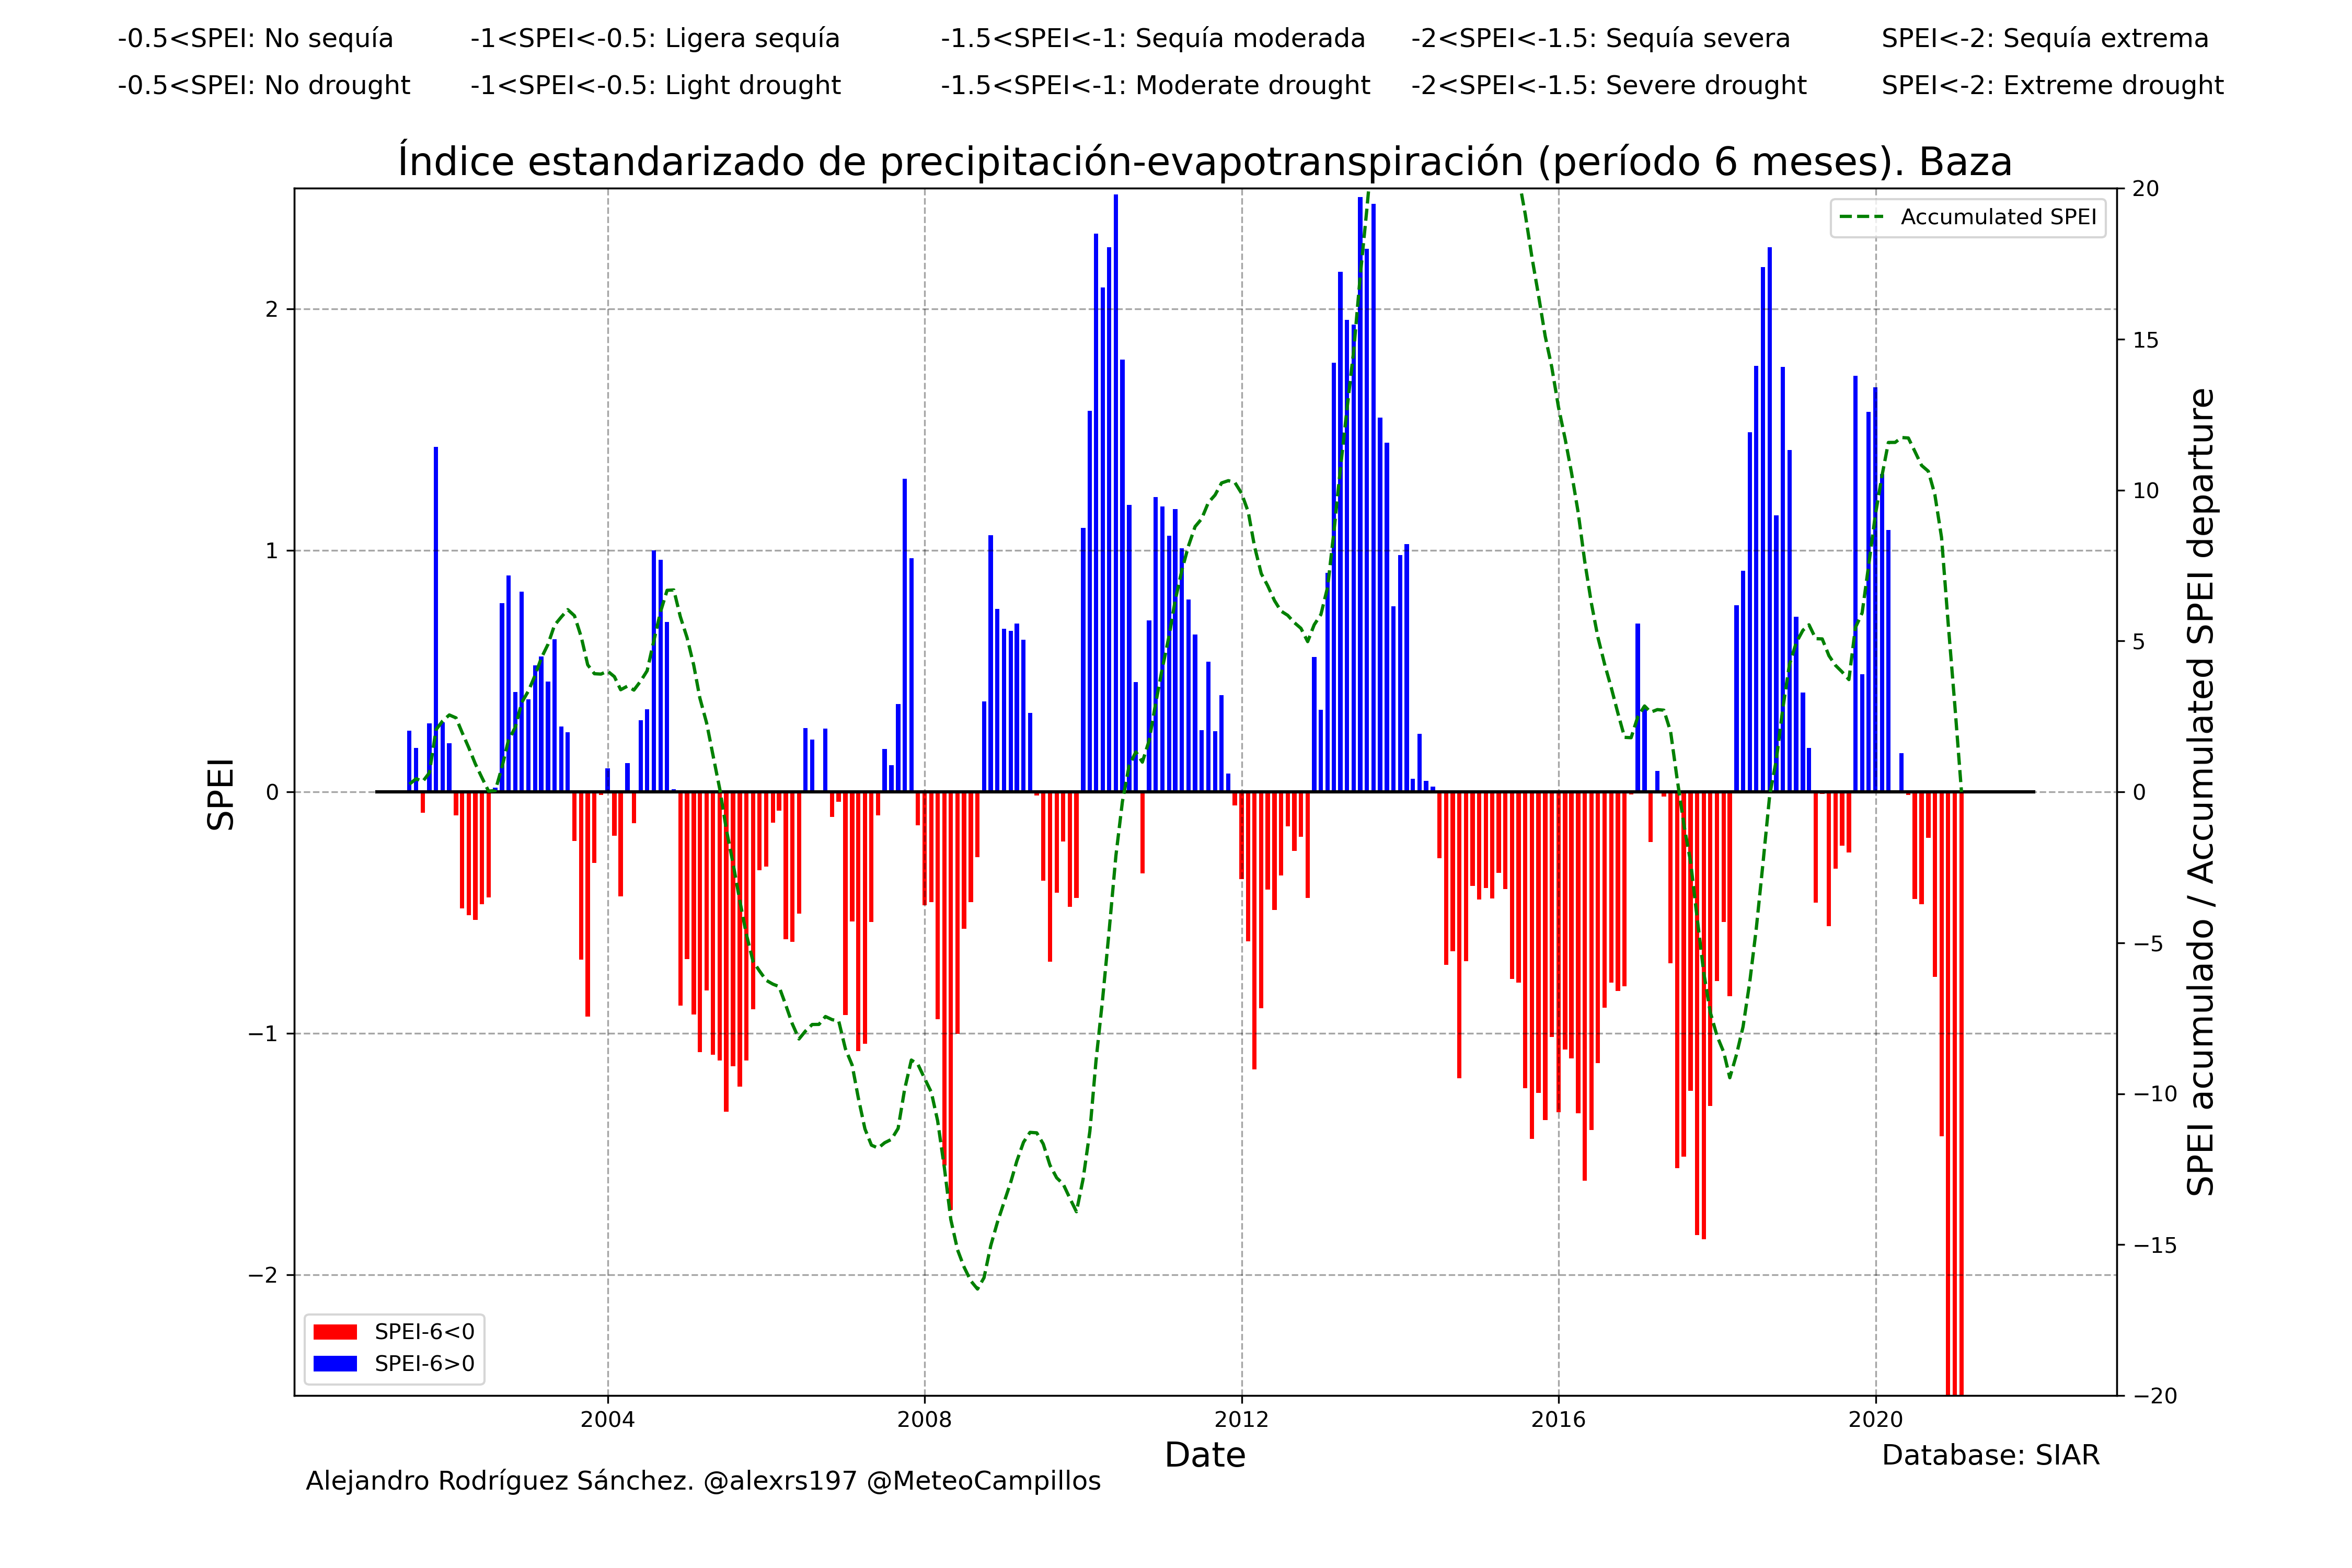 -0.5<SPEI: No sequía -1<SPEI<-0.5: Ligera sequía -1.5<SPEI<-1: Sequía moderada -2<SPEI<-1.5: Sequía severa SPEI<-2: Sequía extrema
-0.5<SPEI: No drought -1<SPEI<-0.5: Light drought -1.5<SPEI<-1: Moderate drought -2<SPEI<-1.5: Severe drought SPEI<-2: Extreme drought
Índice estandarizado de precipitación-evapotranspiración (período 6 meses). Baza
Accumulated SPEI
SPEI
2
1
0
−1
−2
20
15
10
5
0
−5
−10
−15
−20
SPEI acumulado / Accumulated SPEI departure
SPEI-6<0
SPEI-6>0
2004 2008 2012 2016 2020
Date
Database: SIAR
Alejandro Rodríguez Sánchez. @alexrs197 @MeteoCampillos